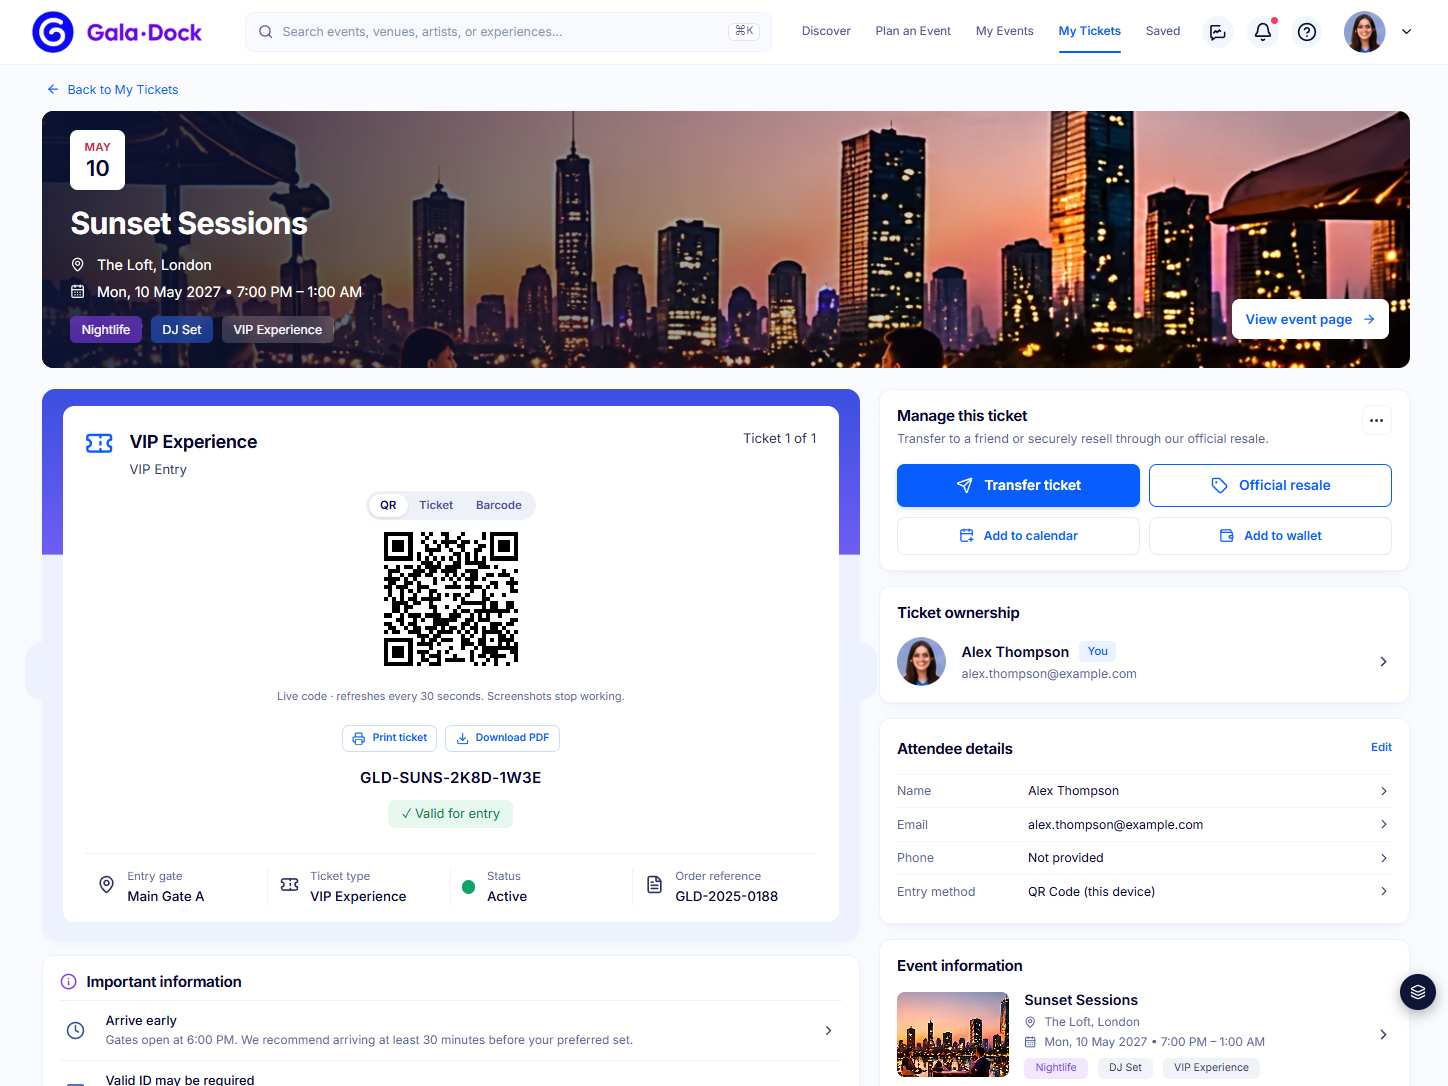 Gala·Dock
Search events, venues, artists, or experiences...
⌘K
Discover
Plan an Event
My Events
My Tickets
Saved
Back to My Tickets
MAY
10
Sunset Sessions
The Loft, London
Mon, 10 May 2027 • 7:00 PM – 1:00 AM
Nightlife
DJ Set
VIP Experience
View event page
VIP Experience
VIP Entry
Ticket 1 of 1
QR
Ticket
Barcode
Live code · refreshes every 30 seconds. Screenshots stop working.
Print ticket
Download PDF
GLD-SUNS-2K8D-1W3E
✓ Valid for entry
Entry gate
Main Gate A
Ticket type
VIP Experience
Status
Active
Order reference
GLD-2025-0188
Important information
Arrive early
Gates open at 6:00 PM. We recommend arriving at least 30 minutes before your preferred set.
Valid ID may be required
Manage this ticket
Transfer to a friend or securely resell through our official resale.
Transfer ticket
Official resale
Add to calendar
Add to wallet
Ticket ownership
Alex Thompson
You
alex.thompson@example.com
Attendee details
Edit
Name
Alex Thompson
Email
alex.thompson@example.com
Phone
Not provided
Entry method
QR Code (this device)
Event information
Sunset Sessions
The Loft, London
Mon, 10 May 2027 • 7:00 PM – 1:00 AM
Nightlife
DJ Set
VIP Experience